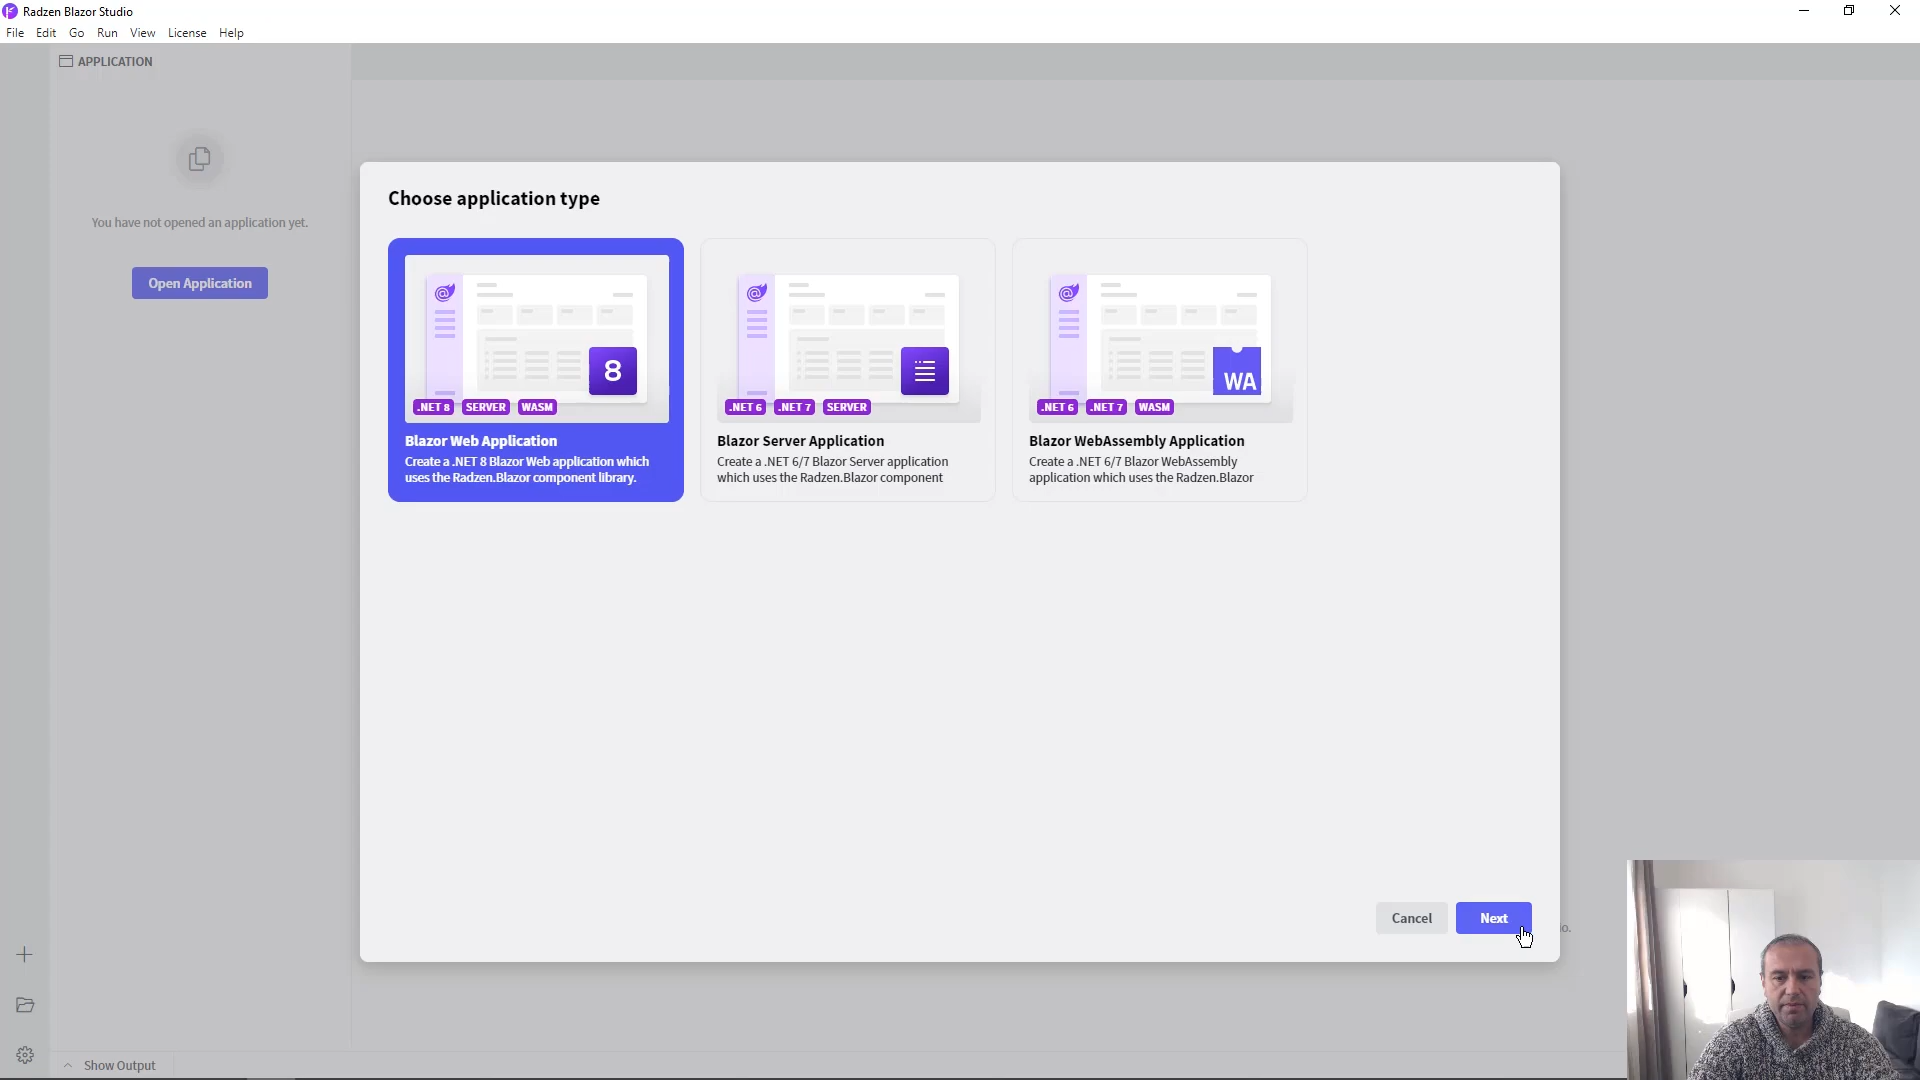 Radzen Blazor Studio
File Edit Go Run View License Help
APPLICATION
You have not opened an application yet.
Open Application
Choose application type
8
.NET 8 SERVER WASM
Blazor Web Application
Create a .NET 8 Blazor Web application which
uses the Radzen.Blazor component library.
.NET 6 .NET 7 SERVER
Blazor Server Application
Create a .NET 6/7 Blazor Server application
which uses the Radzen.Blazor component
WA
.NET 6 .NET 7 WASM
Blazor WebAssembly Application
Create a .NET 6/7 Blazor WebAssembly
application which uses the Radzen.Blazor
Cancel Next
io.
Show Output